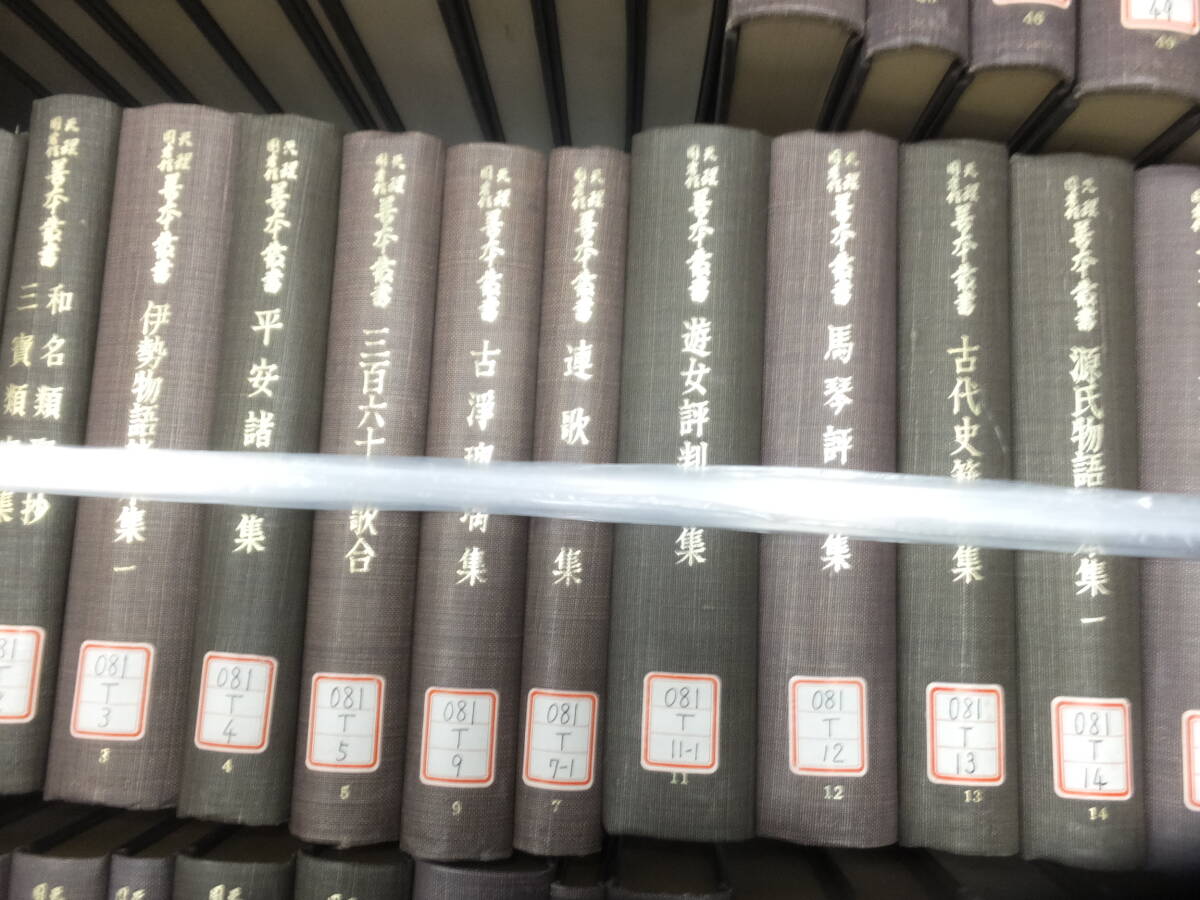 46
49
49
天理図書館善本叢書
和名類
三寶類
抄
集
081
T
天理図書館善本叢書
伊勢物語
集一
081
T
3
3
天理図書館善本叢書
平安諸
集
081
T
4
4
天理図書館善本叢書
三百六十
歌合
081
T
5
5
天理図書館善本叢書
古浄
集
081
T
9
9
天理図書館善本叢書
連歌
集
081
T
7-1
7
天理図書館善本叢書
遊女評判
集
081
T
11-1
11
天理図書館善本叢書
馬琴評
集
081
T
12
12
天理図書館善本叢書
古代史
集
081
T
13
13
天理図書館善本叢書
源氏物語
集一
081
T
14
14